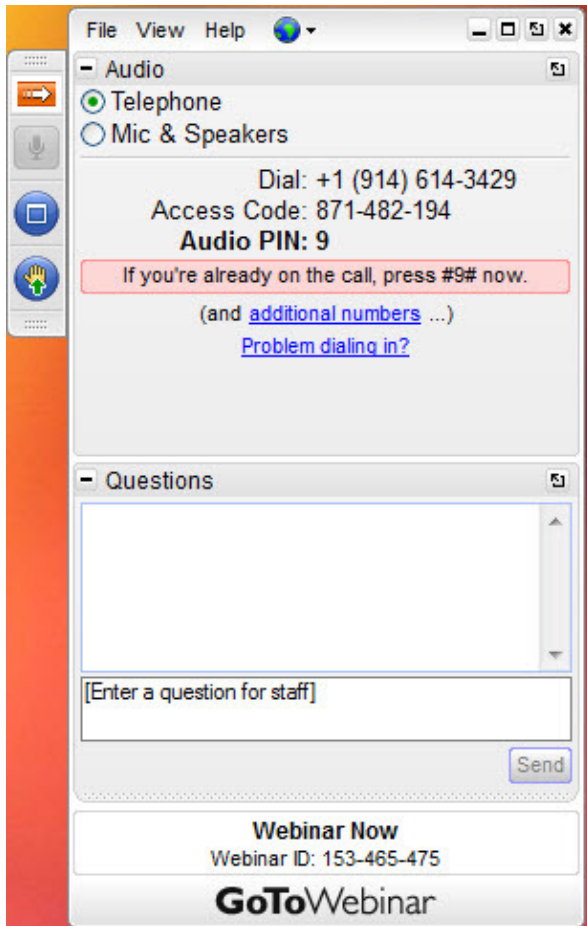 File View Help
Audio
Telephone
Mic & Speakers
Dial: +1 (914) 614-3429
Access Code: 871-482-194
Audio PIN: 9
If you're already on the call, press #9# now.
(and additional numbers ...)
Problem dialing in?
Questions
[Enter a question for staff]
Send
Webinar Now
Webinar ID: 153-465-475
GoToWebinar